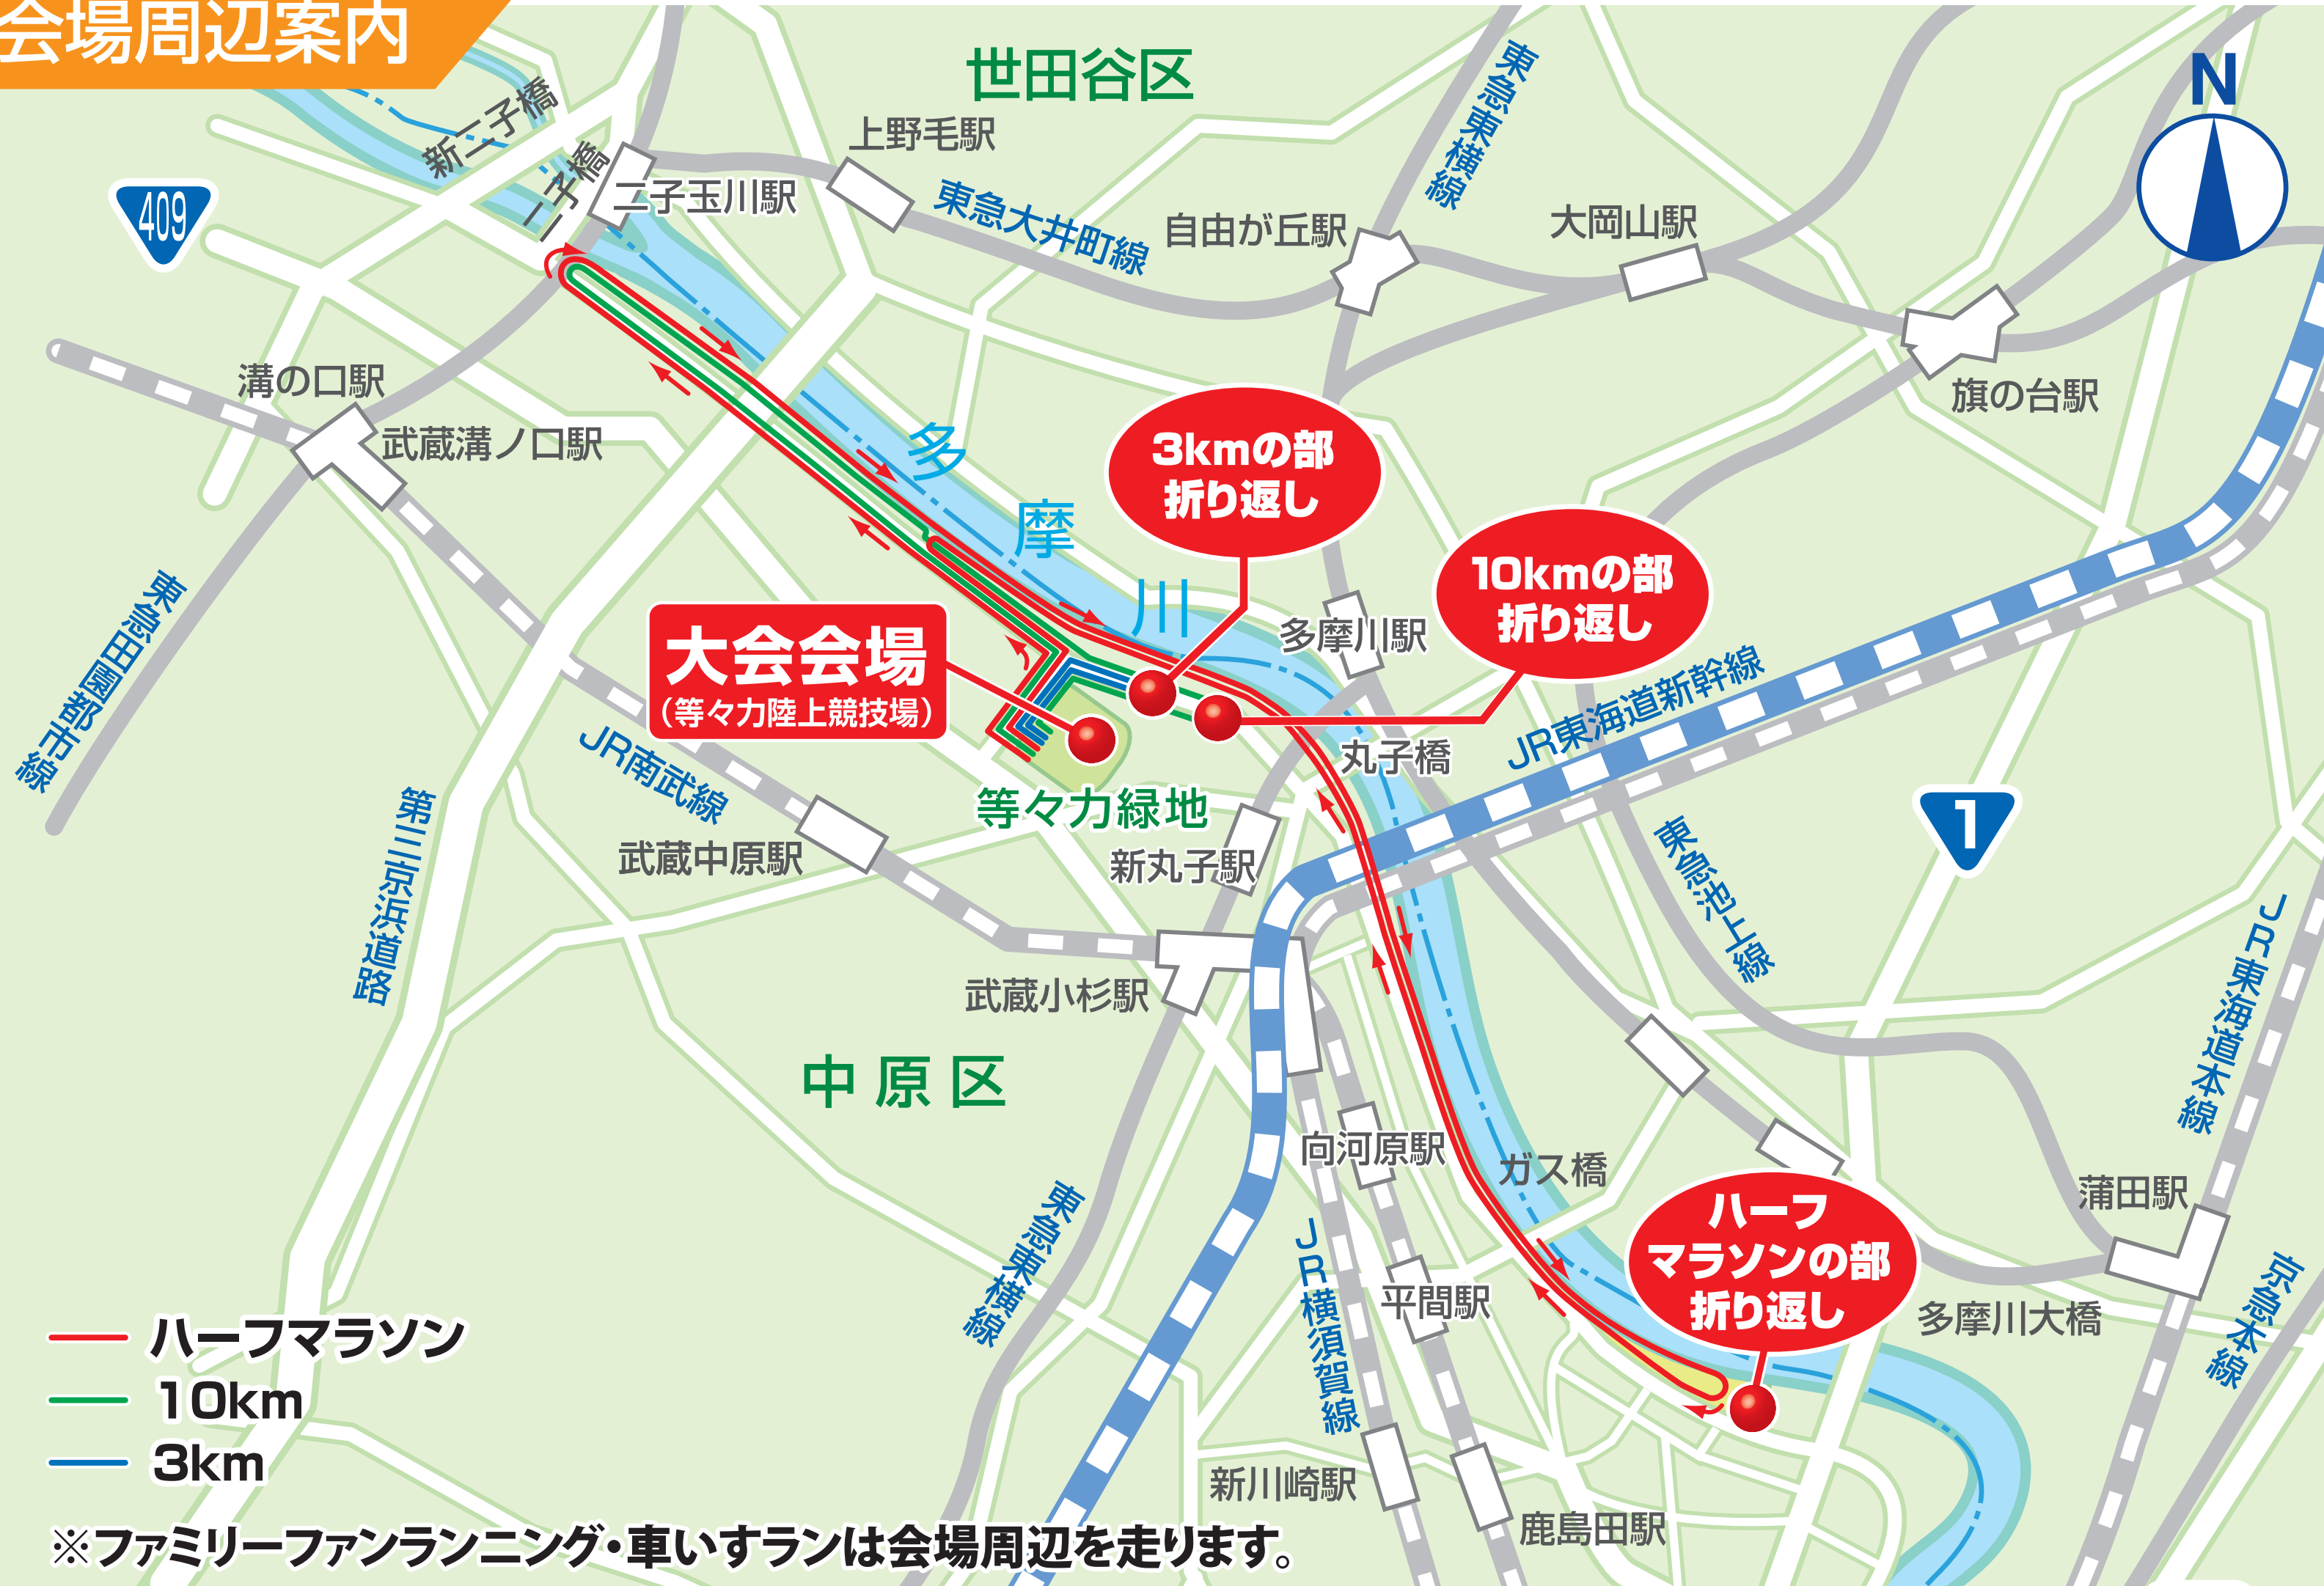 会場周辺案内
世田谷区
N
新二子橋
二子橋
二子玉川駅
上野毛駅
東急東横線
409
東急大井町線
自由が丘駅
大岡山駅
溝の口駅
武蔵溝ノ口駅
旗の台駅
多摩川
3kmの部
折り返し
10kmの部
折り返し
東急田園都市線
大会会場
(等々力陸上競技場)
多摩川駅
JR東海道新幹線
丸子橋
JR南武線
等々力緑地
第三京浜道路
武蔵中原駅
新丸子駅
東急池上線
1
JR東海道本線
武蔵小杉駅
中原区
向河原駅
ガス橋
蒲田駅
東急東横線
JR横須賀線
平間駅
ハーフ
マラソンの部
折り返し
多摩川大橋
京急本線
新川崎駅
鹿島田駅
ハーフマラソン
10km
3km
※ファミリーファンランニング・車いすランは会場周辺を走ります。